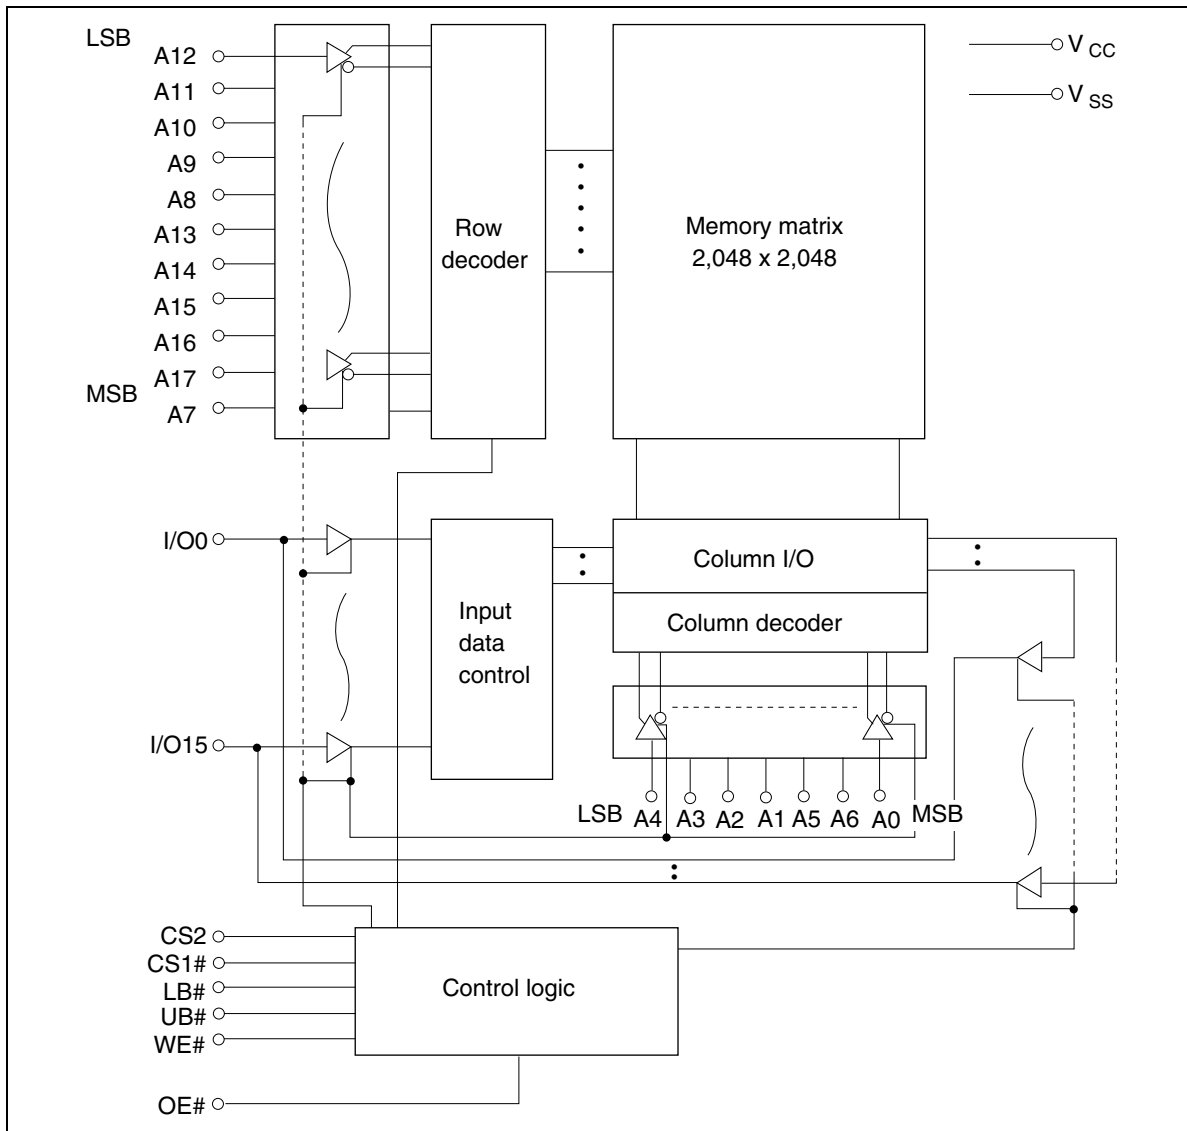 LSB
A12
A11
A10
A9
A8
A13
A14
A15
A16
A17
MSB
A7
Row
decoder
Memory matrix
2,048 x 2,048
V CC
V SS
I/O0
I/O15
Input
data
control
Column I/O
Column decoder
LSB A4 A3 A2 A1 A5 A6 A0 MSB
CS2
CS1#
LB#
UB#
WE#
OE#
Control logic